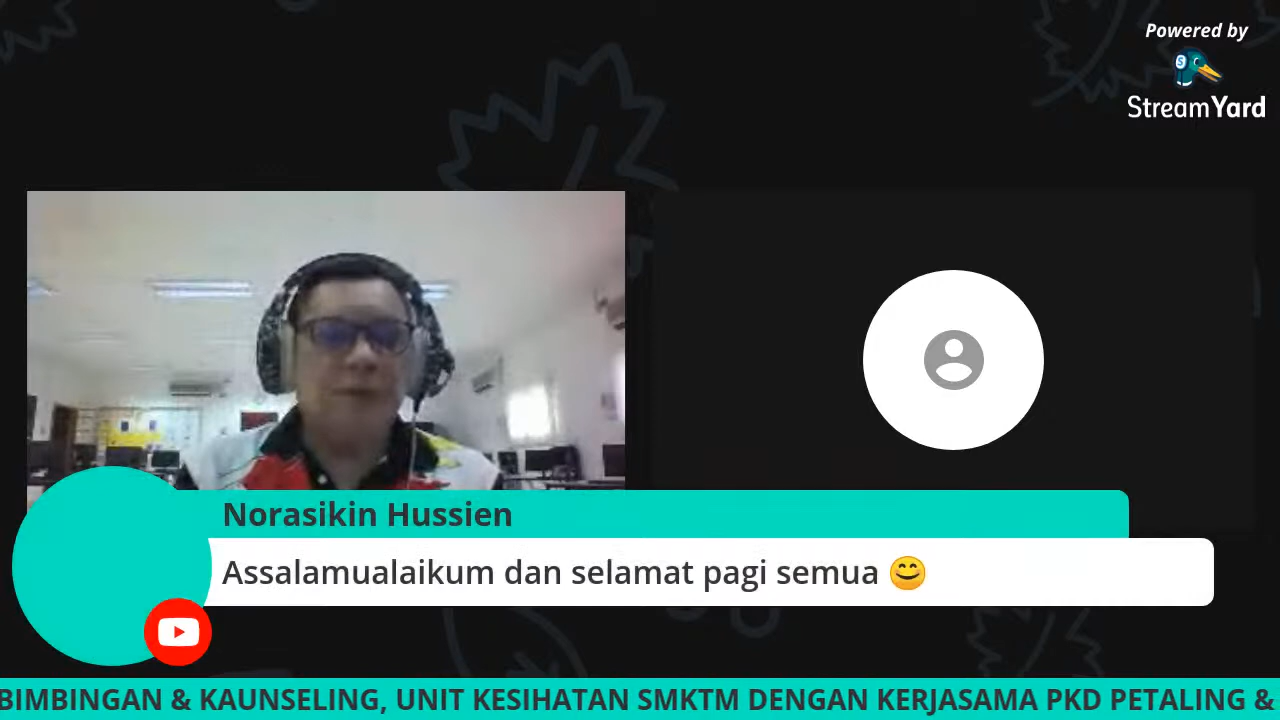 Powered by
StreamYard
Norasikin Hussien
Assalamualaikum dan selamat pagi semua 😊
BIMBINGAN & KAUNSELING, UNIT KESIHATAN SMKTM DENGAN KERJASAMA PKD PETALING &